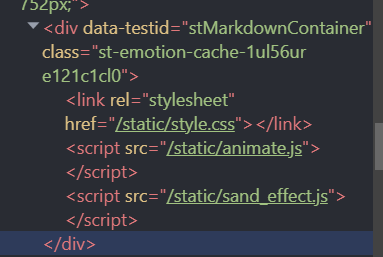 752px;">
<div data-testid="stMarkdownContainer"
class="st-emotion-cache-1ul56ur
e121c1cl0">
<link rel="stylesheet"
href="/static/style.css"></link>
<script src="/static/animate.js">
</script>
<script src="/static/sand_effect.js">
</script>
</div>